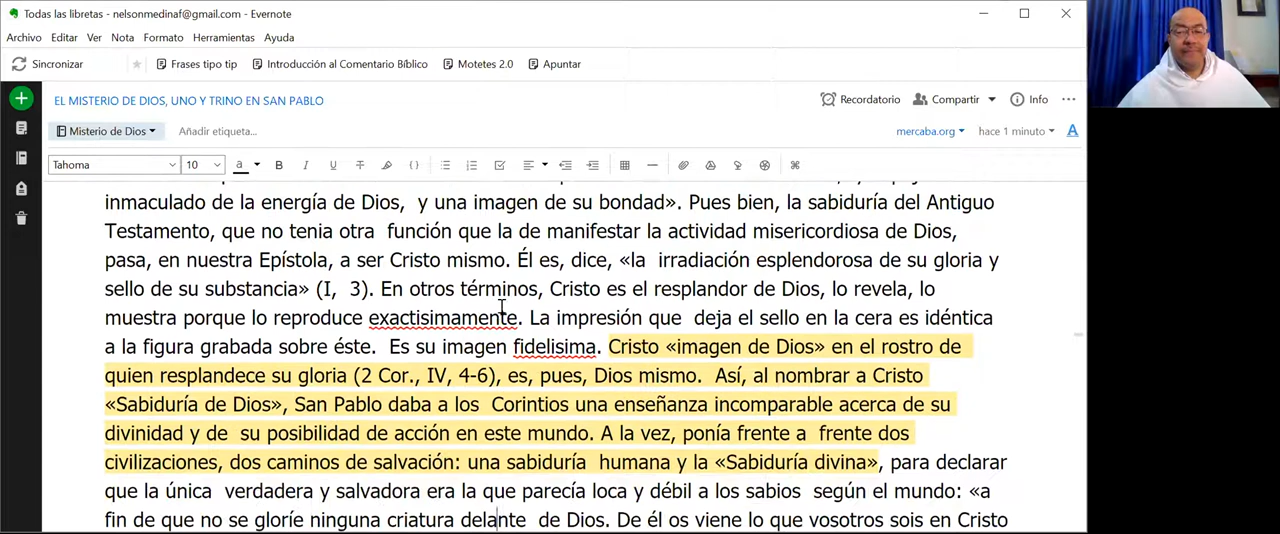 Todas las libretas - nelsonmedinaf@gmail.com - Evernote
Archivo Editar Ver Nota Formato Herramientas Ayuda
Sincronizar Frases tipo tip Introducción al Comentario Bíblico Motetes 2.0 Apuntar
EL MISTERIO DE DIOS, UNO Y TRINO EN SAN PABLO Recordatorio Compartir Info
Misterio de Dios Añadir etiqueta... mercaba.org hace 1 minuto
Tahoma 10
inmaculado de la energía de Dios, y una imagen de su bondad». Pues bien, la sabiduría del Antiguo
Testamento, que no tenia otra función que la de manifestar la actividad misericordiosa de Dios,
pasa, en nuestra Epístola, a ser Cristo mismo. Él es, dice, «la irradiación esplendorosa de su gloria y
sello de su substancia» (I, 3). En otros términos, Cristo es el resplandor de Dios, lo revela, lo
muestra porque lo reproduce exactisimamente. La impresión que deja el sello en la cera es idéntica
a la figura grabada sobre éste. Es su imagen fidelisima. Cristo «imagen de Dios» en el rostro de
quien resplandece su gloria (2 Cor., IV, 4-6), es, pues, Dios mismo. Así, al nombrar a Cristo
«Sabiduría de Dios», San Pablo daba a los Corintios una enseñanza incomparable acerca de su
divinidad y de su posibilidad de acción en este mundo. A la vez, ponía frente a frente dos
civilizaciones, dos caminos de salvación: una sabiduría humana y la «Sabiduría divina», para declarar
que la única verdadera y salvadora era la que parecía loca y débil a los sabios según el mundo: «a
fin de que no se gloríe ninguna criatura delante de Dios. De él os viene lo que vosotros sois en Cristo